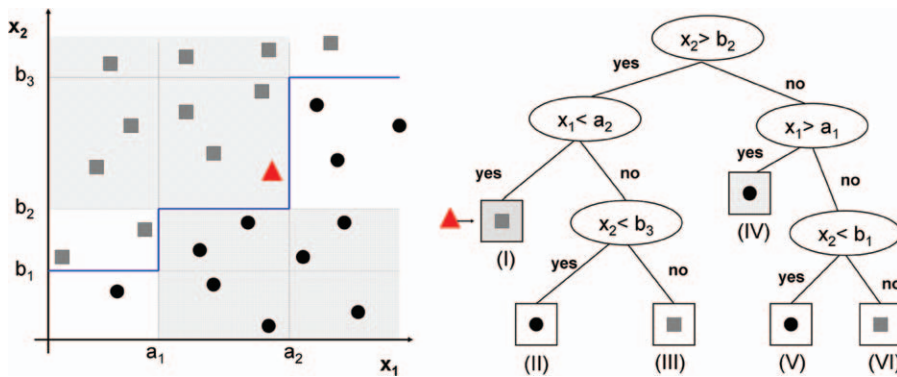 x₂
b₃
b₂
b₁
a₁
a₂
x₁
x₂> b₂
yes
no
x₁< a₂
x₁> a₁
yes
no
yes
no
(I)
x₂< b₃
(IV)
x₂< b₁
yes
no
yes
no
(II)
(III)
(V)
(VI)